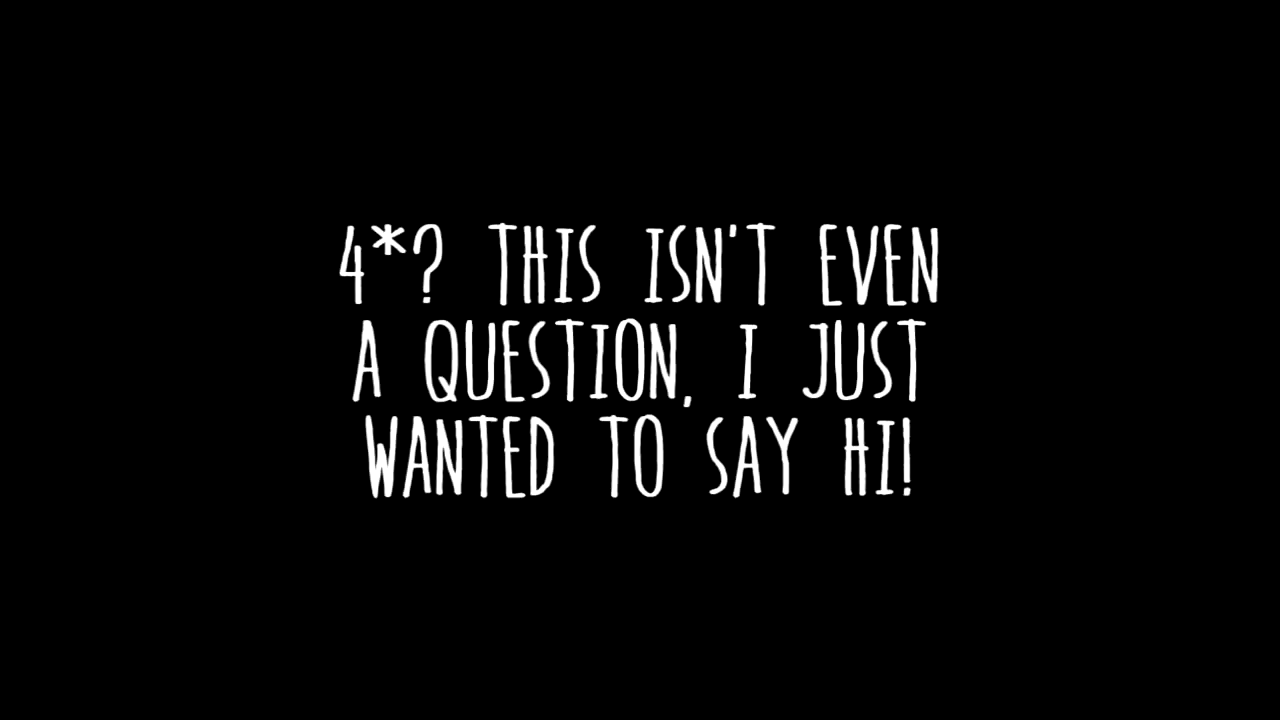 4*? THIS ISN'T EVEN
A QUESTION, I JUST
WANTED TO SAY HI!